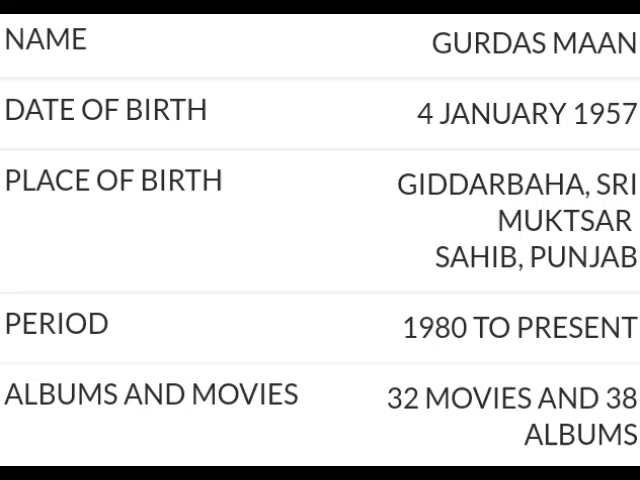 NAME GURDAS MAAN
DATE OF BIRTH 4 JANUARY 1957
PLACE OF BIRTH GIDDARBAHA, SRI
MUKTSAR
SAHIB, PUNJAB
PERIOD 1980 TO PRESENT
ALBUMS AND MOVIES 32 MOVIES AND 38
ALBUMS